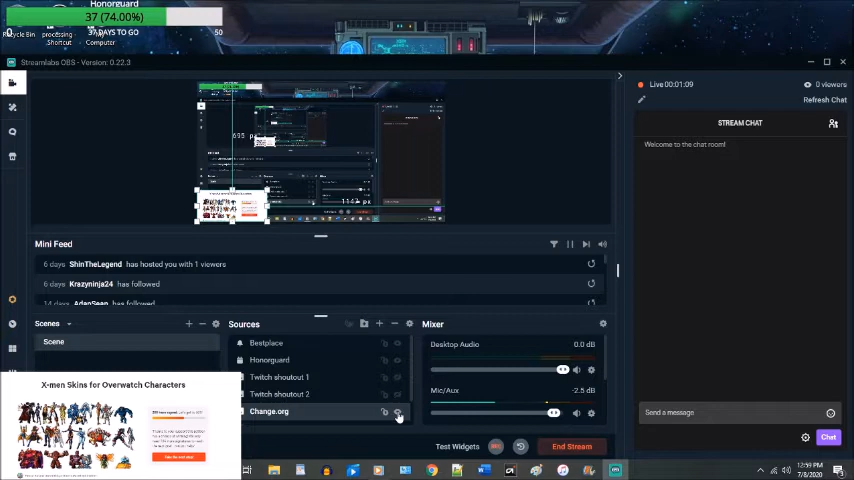 Honorguard
37 (74.00%)
37 DAYS TO GO
50
Recycle Bin
processing
Shortcut
My
Computer
Streamlabs OBS - Version: 0.22.3
Live 00:01:09
0 viewers
Refresh Chat
STREAM CHAT
Welcome to the chat room!
695 px
1142 px
Mini Feed
6 days ShinTheLegend has hosted you with 1 viewers
6 days Krazyninja24 has followed
14 days AdanSean has followed
Scenes
Scene
Sources
Bestplace
Honorguard
Twitch shoutout 1
Twitch shoutout 2
Change.org
Mixer
Desktop Audio
0.0 dB
Mic/Aux
-2.5 dB
Test Widgets
REC
End Stream
Send a message
Chat
X-men Skins for Overwatch Characters
12:59 PM
7/8/2020
3